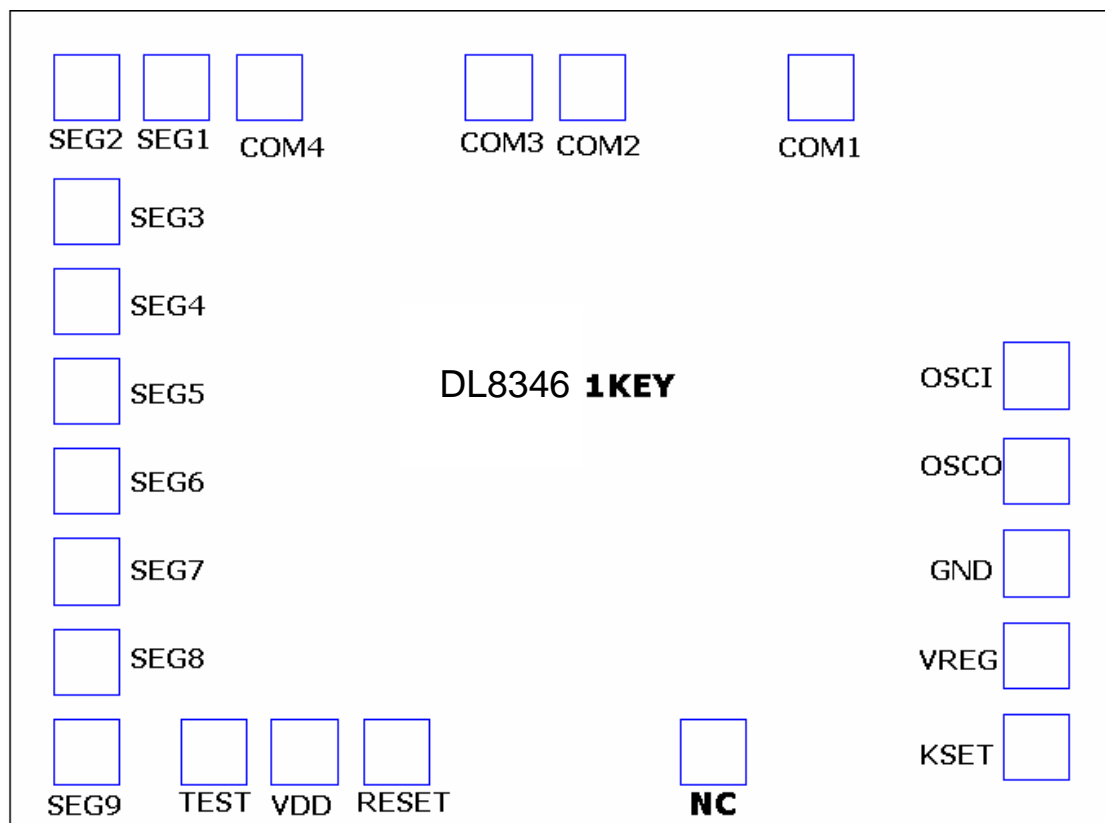 SEG2 SEG1 COM4 COM3 COM2 COM1
SEG3
SEG4
DL8346 1KEY
OSCI
SEG5
OSCO
SEG6
GND
SEG7
SEG8
VREG
KSET
SEG9 TEST VDD RESET NC